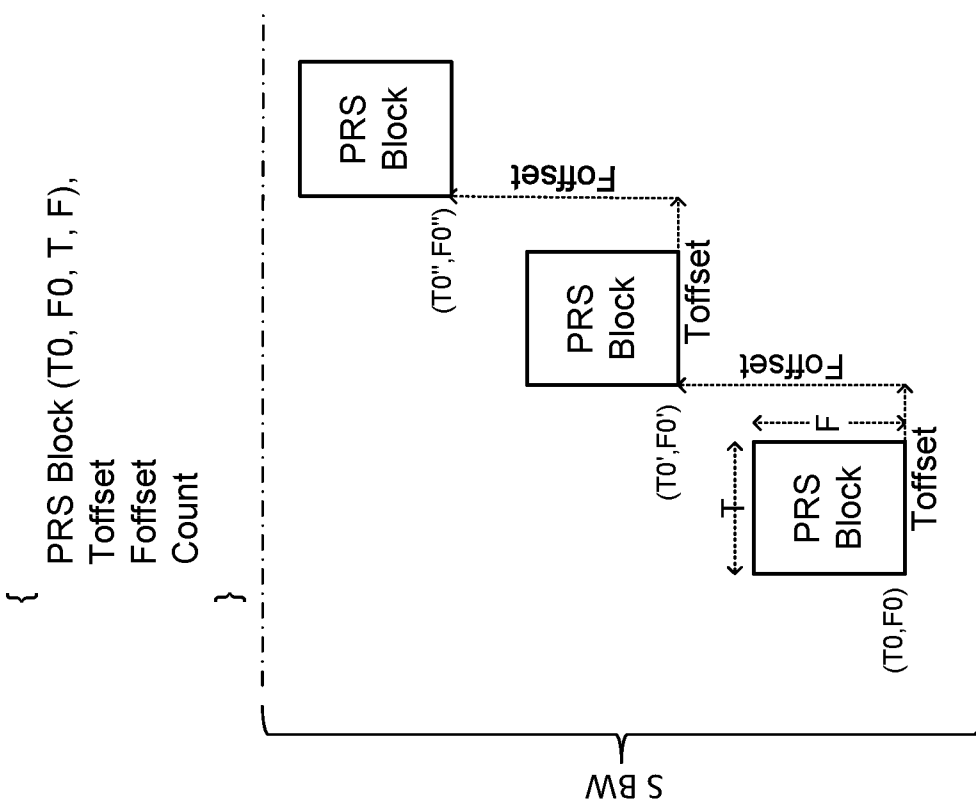 {
PRS Block (T0, F0, T, F),
Toffset
Foffset
Count
}
PRS
Block
(T0'',F0'')
Foffset
PRS
Block
Toffset
(T0',F0')
Foffset
T
F
PRS
Block
Toffset
(T0,F0)
S BW